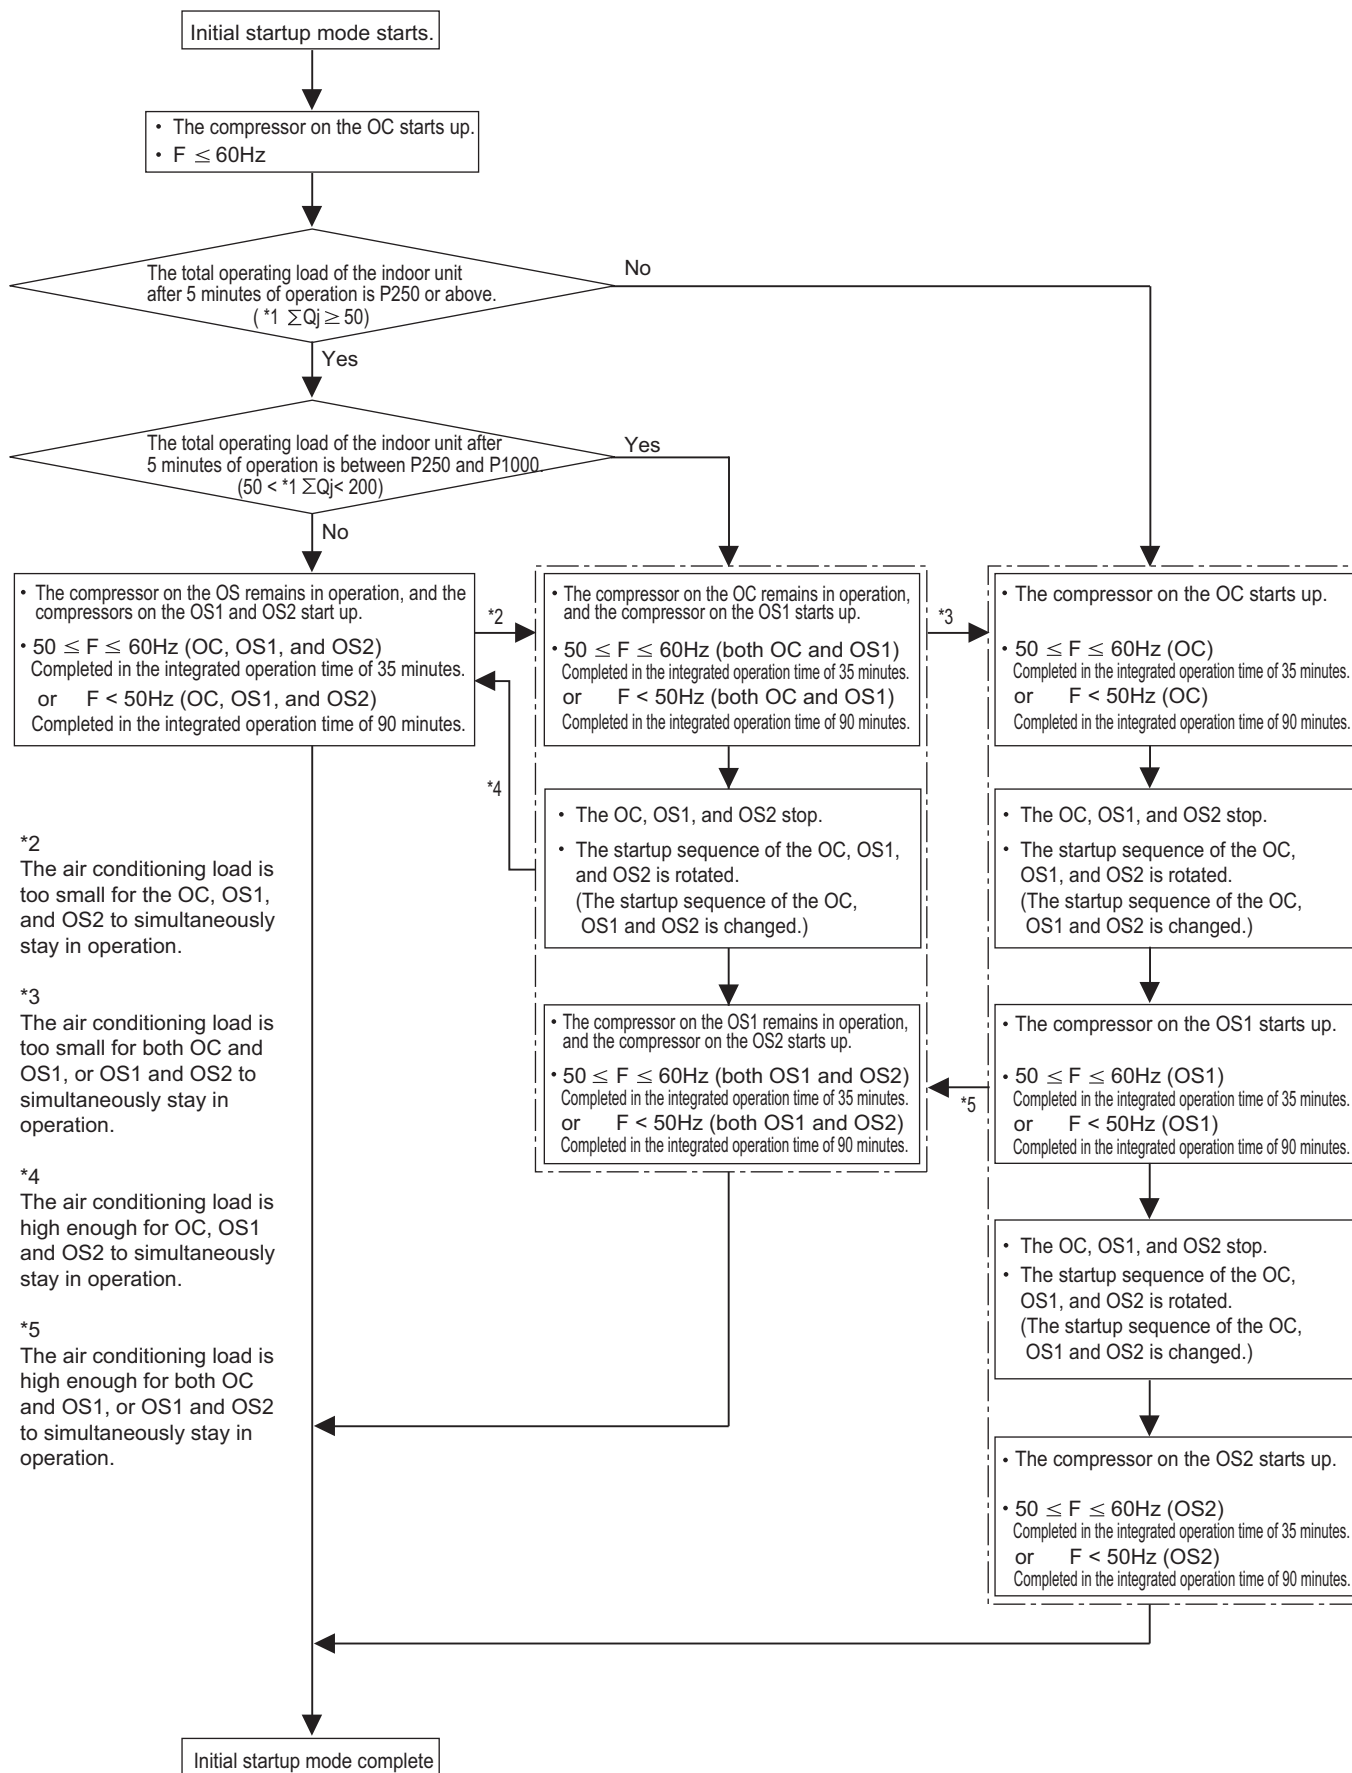 Initial startup mode starts.
• The compressor on the OC starts up.
• F ≤ 60Hz
The total operating load of the indoor unit
after 5 minutes of operation is P250 or above.
( *1 ∑Qj ≥ 50)
No
Yes
The total operating load of the indoor unit after
5 minutes of operation is between P250 and P1000.
(50 < *1 ∑Qj< 200)
Yes
No
• The compressor on the OS remains in operation, and the
compressors on the OS1 and OS2 start up.
• 50 ≤ F ≤ 60Hz (OC, OS1, and OS2)
Completed in the integrated operation time of 35 minutes.
or F < 50Hz (OC, OS1, and OS2)
Completed in the integrated operation time of 90 minutes.
*2
• The compressor on the OC remains in operation,
and the compressor on the OS1 starts up.
• 50 ≤ F ≤ 60Hz (both OC and OS1)
Completed in the integrated operation time of 35 minutes.
or F < 50Hz (both OC and OS1)
Completed in the integrated operation time of 90 minutes.
*3
• The compressor on the OC starts up.
• 50 ≤ F ≤ 60Hz (OC)
Completed in the integrated operation time of 35 minutes.
or F < 50Hz (OC)
Completed in the integrated operation time of 90 minutes.
*4
• The OC, OS1, and OS2 stop.
• The startup sequence of the OC, OS1,
and OS2 is rotated.
(The startup sequence of the OC,
OS1 and OS2 is changed.)
• The OC, OS1, and OS2 stop.
• The startup sequence of the OC,
OS1, and OS2 is rotated.
(The startup sequence of the OC,
OS1 and OS2 is changed.)
• The compressor on the OS1 remains in operation,
and the compressor on the OS2 starts up.
• 50 ≤ F ≤ 60Hz (both OS1 and OS2)
Completed in the integrated operation time of 35 minutes.
or F < 50Hz (both OS1 and OS2)
Completed in the integrated operation time of 90 minutes.
*5
• The compressor on the OS1 starts up.
• 50 ≤ F ≤ 60Hz (OS1)
Completed in the integrated operation time of 35 minutes.
or F < 50Hz (OS1)
Completed in the integrated operation time of 90 minutes.
• The OC, OS1, and OS2 stop.
• The startup sequence of the OC,
OS1, and OS2 is rotated.
(The startup sequence of the OC,
OS1 and OS2 is changed.)
• The compressor on the OS2 starts up.
• 50 ≤ F ≤ 60Hz (OS2)
Completed in the integrated operation time of 35 minutes.
or F < 50Hz (OS2)
Completed in the integrated operation time of 90 minutes.
*2
The air conditioning load is
too small for the OC, OS1,
and OS2 to simultaneously
stay in operation.
*3
The air conditioning load is
too small for both OC and
OS1, or OS1 and OS2 to
simultaneously stay in
operation.
*4
The air conditioning load is
high enough for OC, OS1
and OS2 to simultaneously
stay in operation.
*5
The air conditioning load is
high enough for both OC
and OS1, or OS1 and OS2
to simultaneously stay in
operation.
Initial startup mode complete